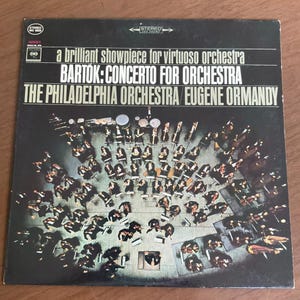 STEREO
a brilliant showpiece for virtuoso orchestra
BARTÓK: CONCERTO FOR ORCHESTRA
THE PHILADELPHIA ORCHESTRA EUGENE ORMANDY